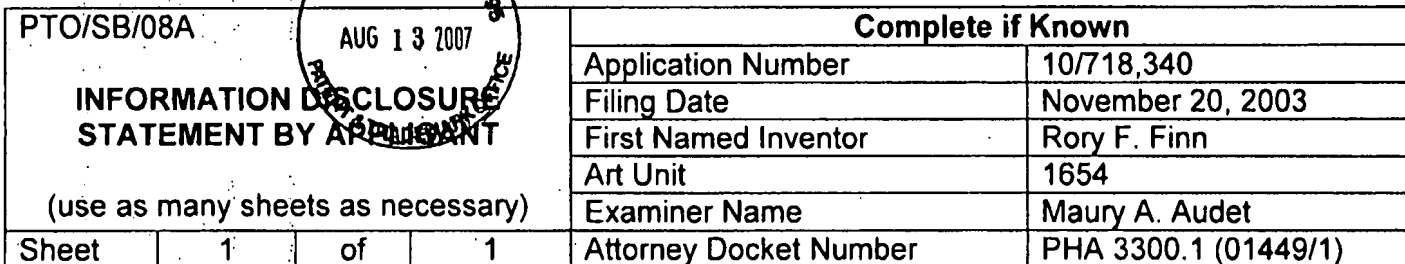 PTO/SB/08A
AUG 13 2007
INFORMATION DISCLOSURE
STATEMENT BY APPLICANT
(use as many sheets as necessary)
Sheet 1 of 1
Complete if Known
Application Number 10/718,340
Filing Date November 20, 2003
First Named Inventor Rory F. Finn
Art Unit 1654
Examiner Name Maury A. Audet
Attorney Docket Number PHA 3300.1 (01449/1)